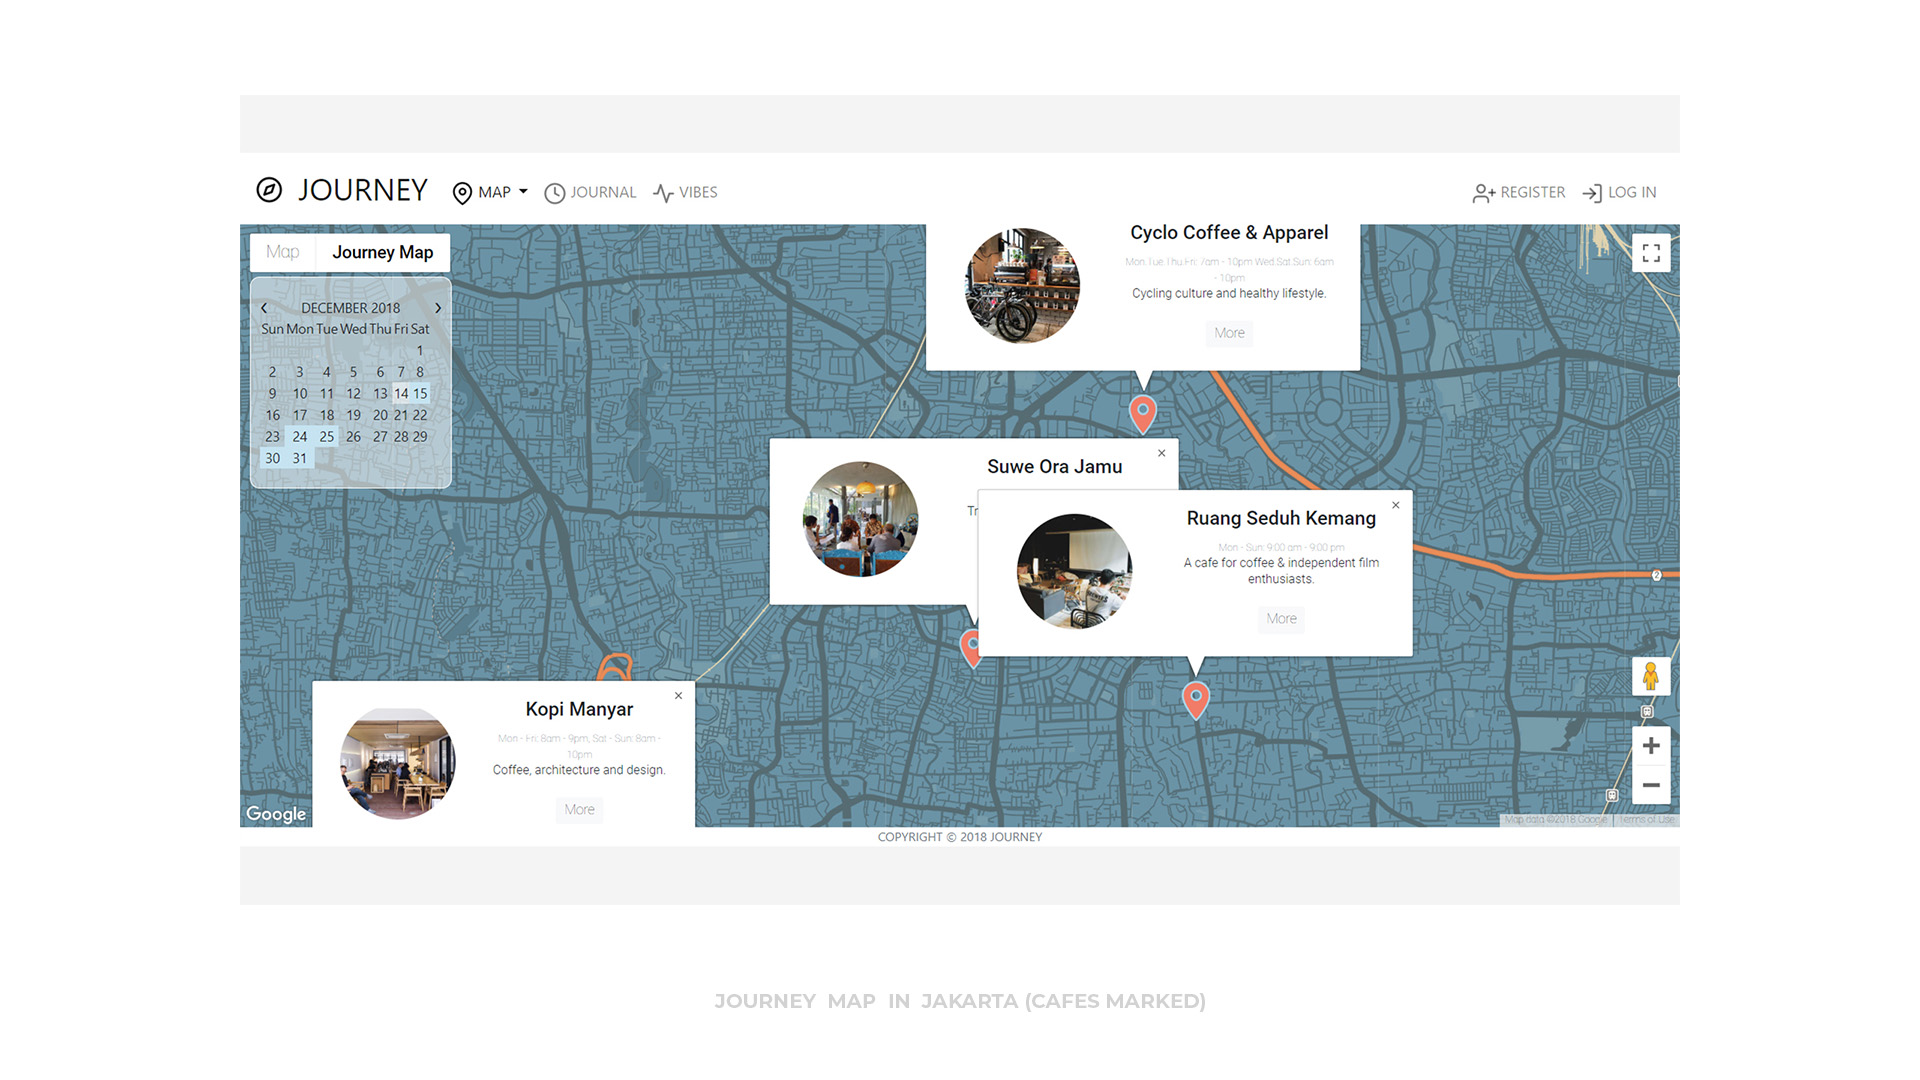 JOURNEY MAP JOURNAL VIBES REGISTER LOG IN
Map Journey Map
DECEMBER 2018
Sun Mon Tue Wed Thu Fri Sat
1
2 3 4 5 6 7 8
9 10 11 12 13 14 15
16 17 18 19 20 21 22
23 24 25 26 27 28 29
30 31
Cyclo Coffee & Apparel
Mon.Tue.Thu.Fri: 7am - 10pm Wed.Sat.Sun: 6am
- 10pm
Cycling culture and healthy lifestyle.
More
Suwe Ora Jamu
Tr
Ruang Seduh Kemang
Mon - Sun: 9:00 am - 9:00 pm
A cafe for coffee & independent film
enthusiasts.
More
2
Kopi Manyar
Mon - Fri: 8am - 9pm, Sat - Sun: 8am -
10pm
Coffee, architecture and design.
More
Google
Map data ©2018 Google Terms of Use
COPYRIGHT © 2018 JOURNEY
JOURNEY MAP IN JAKARTA (CAFES MARKED)